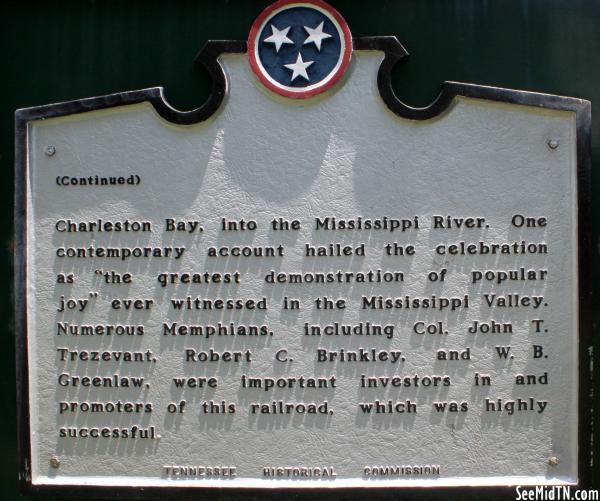 (Continued)
Charleston Bay, into the Mississippi River. One
contemporary account hailed the celebration
as "the greatest demonstration of popular
joy" ever witnessed in the Mississippi Valley.
Numerous Memphians, including Col. John T.
Trezevant, Robert C. Brinkley, and W. B.
Greenlaw, were important investors in and
promoters of this railroad, which was highly
successful.
TENNESSEE HISTORICAL COMMISSION
SeeMidTN.com